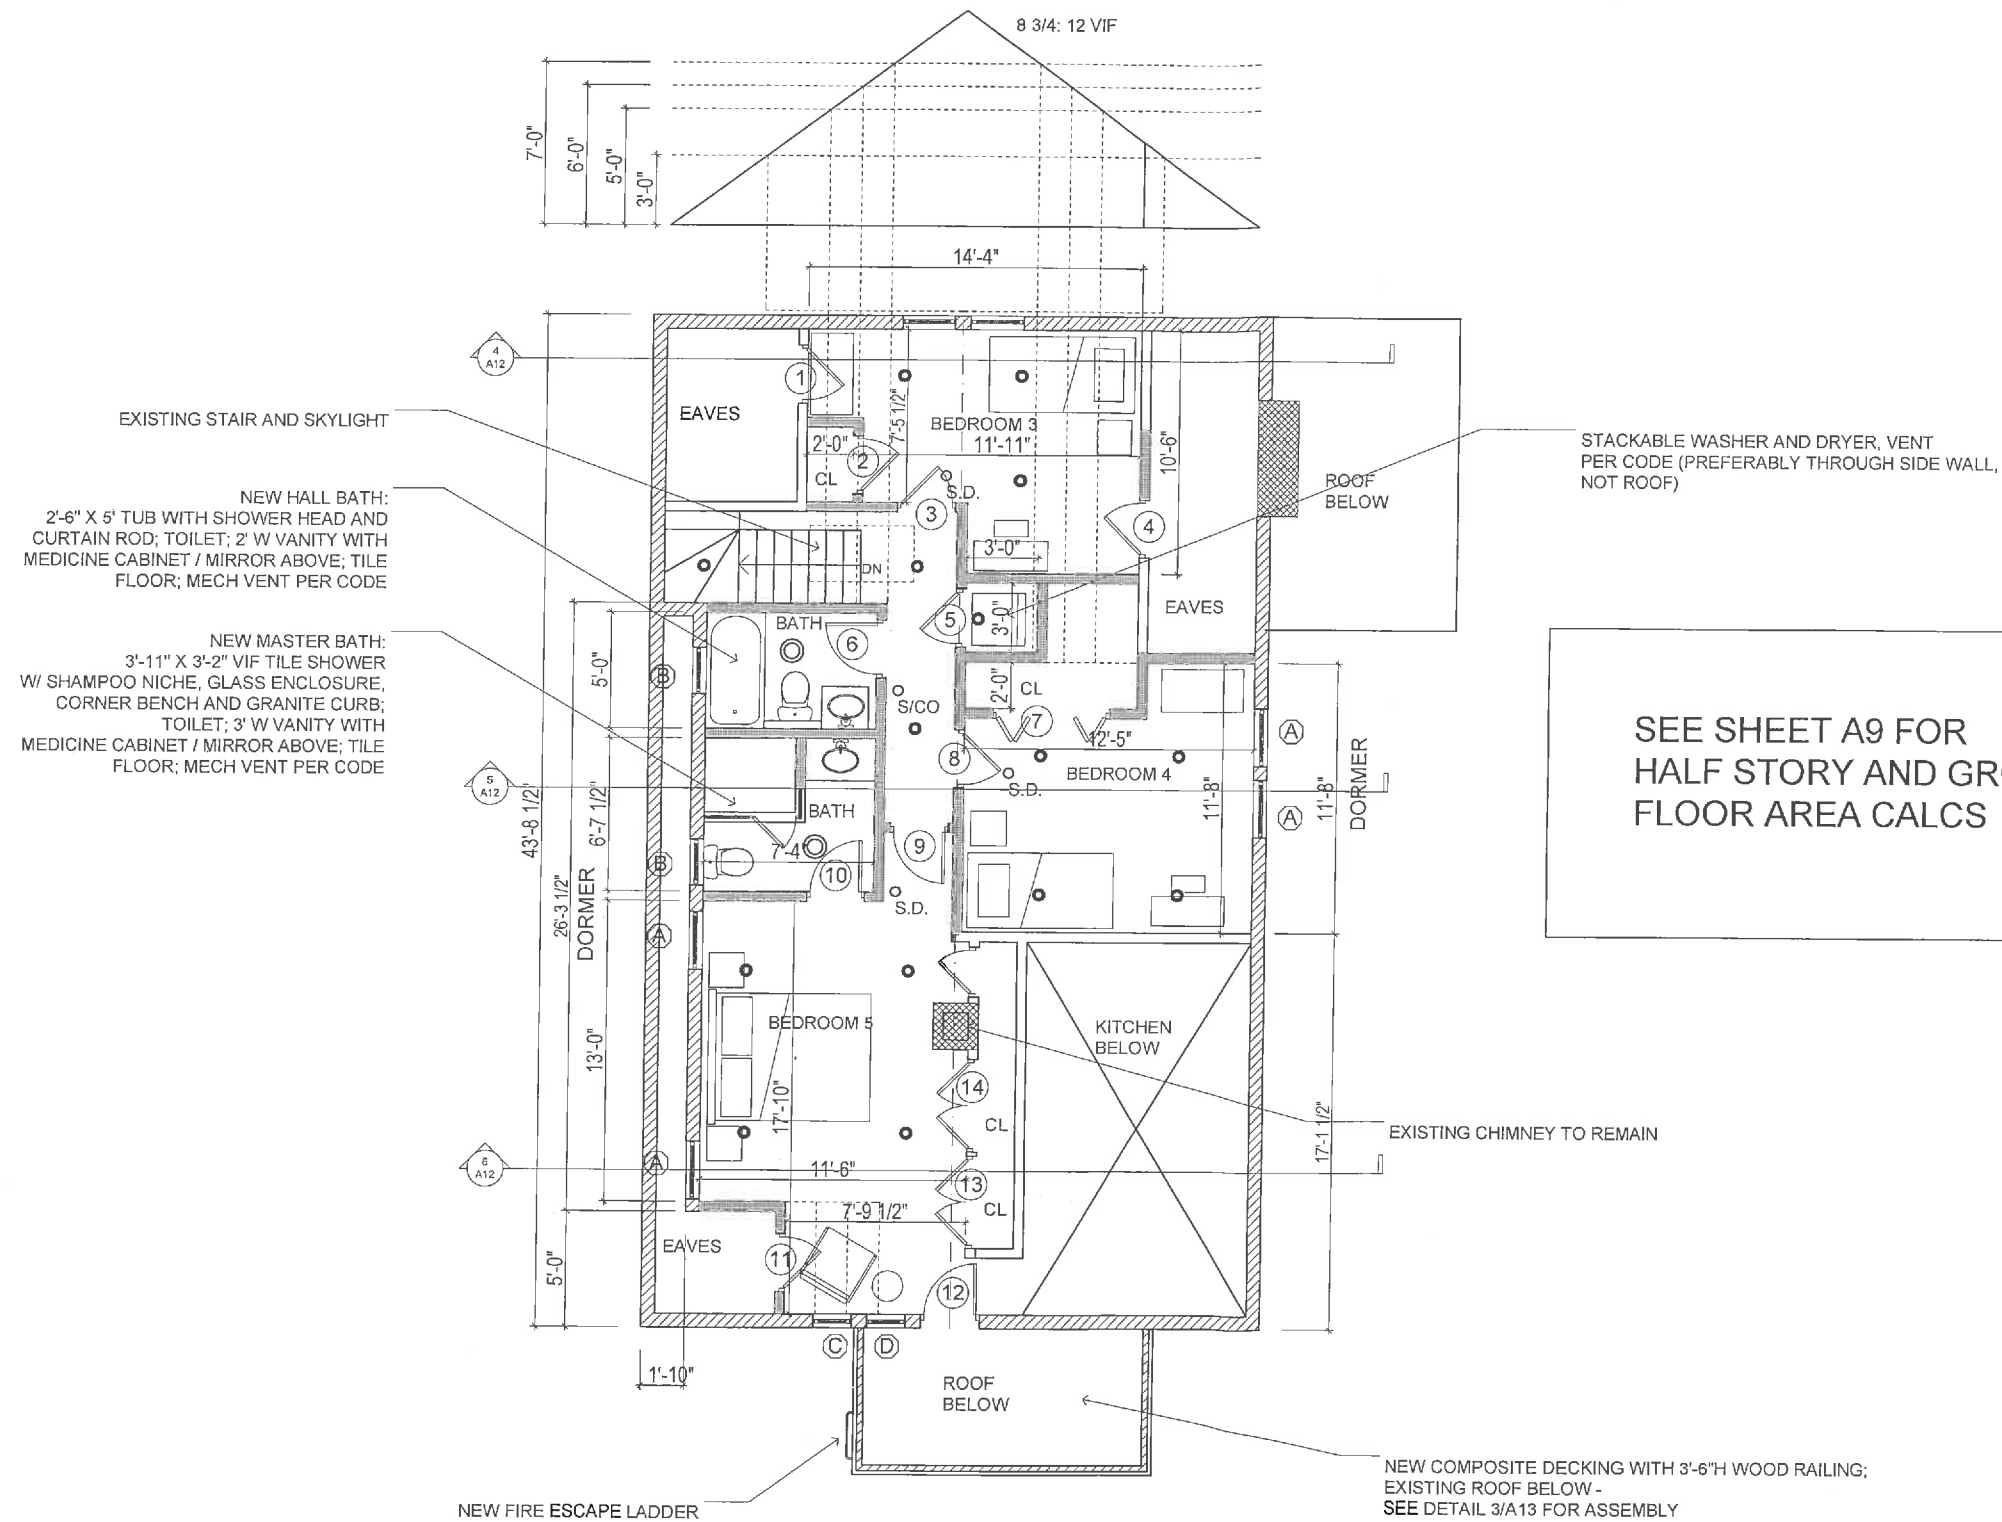 8 3/4: 12 VIF
7'-0"
6'-0"
5'-0"
3'-0"
14'-4"
4
A12
EXISTING STAIR AND SKYLIGHT
EAVES
1
BEDROOM 3
7'-5 1/2"
11'-11"
2'-0"
2
CL
10'-6"
ROOF
BELOW
STACKABLE WASHER AND DRYER, VENT
PER CODE (PREFERABLY THROUGH SIDE WALL,
NOT ROOF)
NEW HALL BATH:
2'-6" X 5' TUB WITH SHOWER HEAD AND
CURTAIN ROD; TOILET; 2' W VANITY WITH
MEDICINE CABINET / MIRROR ABOVE; TILE
FLOOR; MECH VENT PER CODE
S.D.
3
4
3'-0"
DN
EAVES
BATH
6
5
3'-0"
NEW MASTER BATH:
3'-11" X 3'-2" VIF TILE SHOWER
W/ SHAMPOO NICHE, GLASS ENCLOSURE,
CORNER BENCH AND GRANITE CURB;
TOILET; 3' W VANITY WITH
MEDICINE CABINET / MIRROR ABOVE; TILE
FLOOR; MECH VENT PER CODE
5'-0"
B
S/CO
2'-0"
CL
7
12'-5"
A
8
BEDROOM 4
S.D.
DORMER
SEE SHEET A9 FOR
HALF STORY AND GR
FLOOR AREA CALCS
5
A12
43'-8 1/2"
6'-7 1/2"
BATH
7'-4"
11'-8"
11'-8"
A
B
10
9
S.D.
26'-3 1/2"
DORMER
A
BEDROOM 5
KITCHEN
BELOW
13'-0"
17'-10"
14
CL
17'-1 1/2"
EXISTING CHIMNEY TO REMAIN
6
A12
A
11'-6"
13
CL
7'-9 1/2"
EAVES
11
5'-0"
12
C
D
1'-10"
ROOF
BELOW
NEW COMPOSITE DECKING WITH 3'-6"H WOOD RAILING;
EXISTING ROOF BELOW -
SEE DETAIL 3/A13 FOR ASSEMBLY
NEW FIRE ESCAPE LADDER